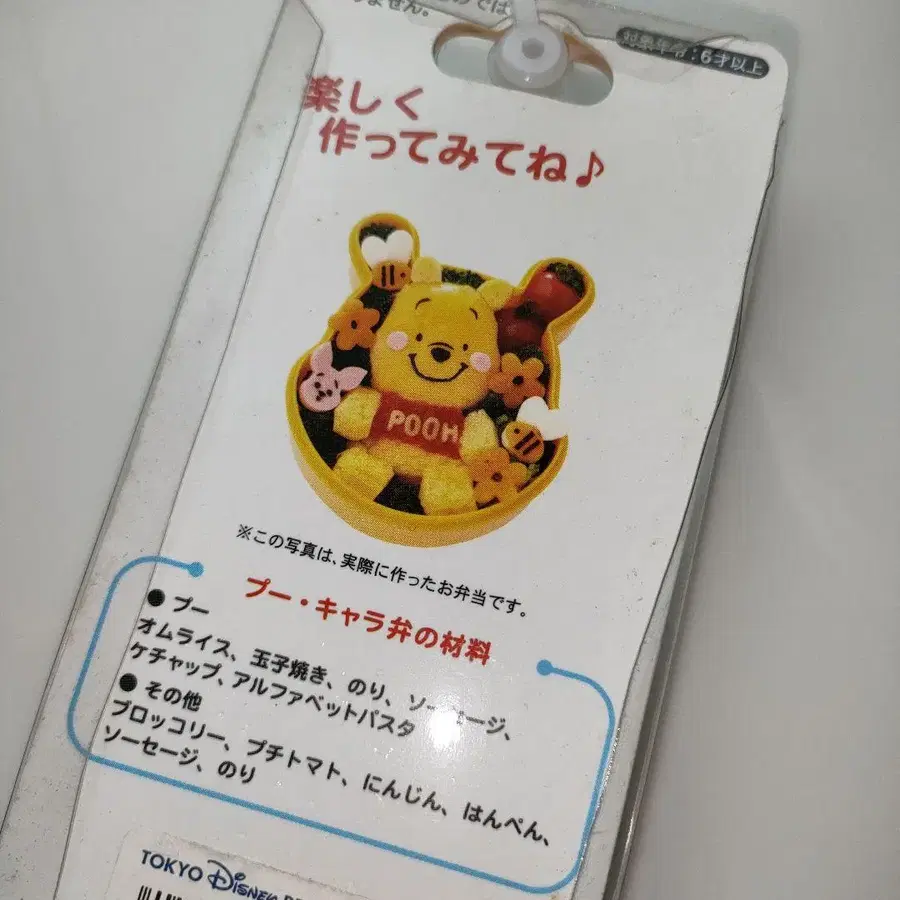 対象年令:6才以上
楽しく
作ってみてね♪
POOH
※この写真は、実際に作ったお弁当です。
プー・キャラ弁の材料
● プー
オムライス、玉子焼き、のり、ソーセージ、
ケチャップ、アルファベットパスタ
● その他
ブロッコリー、プチトマト、にんじん、はんぺん、
ソーセージ、のり
TOKYO Disney